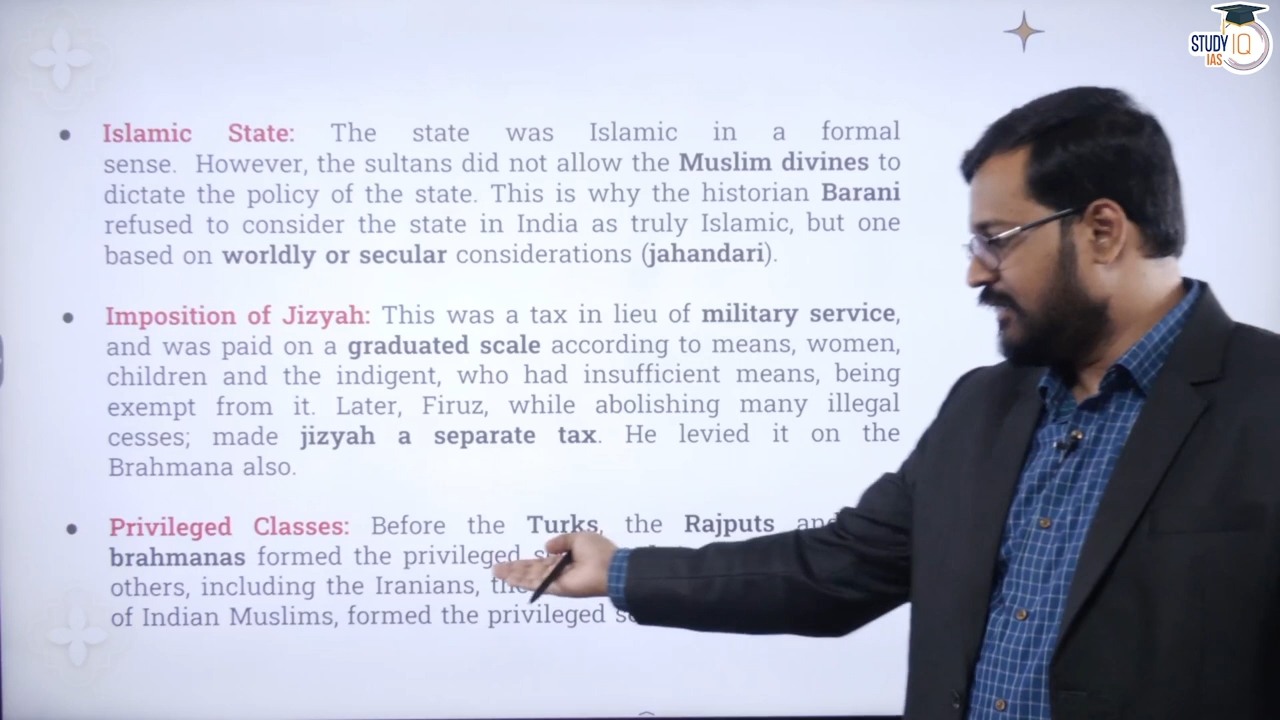 STUDY IQ
IAS
• Islamic State: The state was Islamic in a formal
sense. However, the sultans did not allow the Muslim divines to
dictate the policy of the state. This is why the historian Barani
refused to consider the state in India as truly Islamic, but one
based on worldly or secular considerations (jahandari).
• Imposition of Jizyah: This was a tax in lieu of military service,
and was paid on a graduated scale according to means, women,
children and the indigent, who had insufficient means, being
exempt from it. Later, Firuz, while abolishing many illegal
cesses; made jizyah a separate tax. He levied it on the
Brahmana also.
• Privileged Classes: Before the Turks, the Rajputs and
brahmanas formed the privileged
others, including the Iranians,
of Indian Muslims, formed the privileged